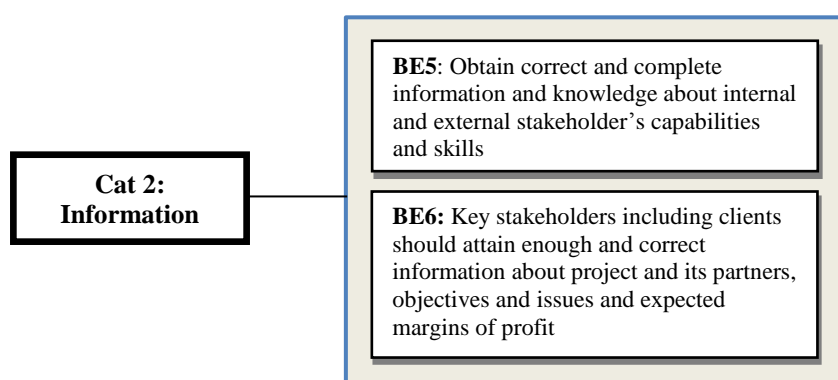 BE5: Obtain correct and complete
information and knowledge about internal
and external stakeholder’s capabilities
and skills
Cat 2:
Information
BE6: Key stakeholders including clients
should attain enough and correct
information about project and its partners,
objectives and issues and expected
margins of profit